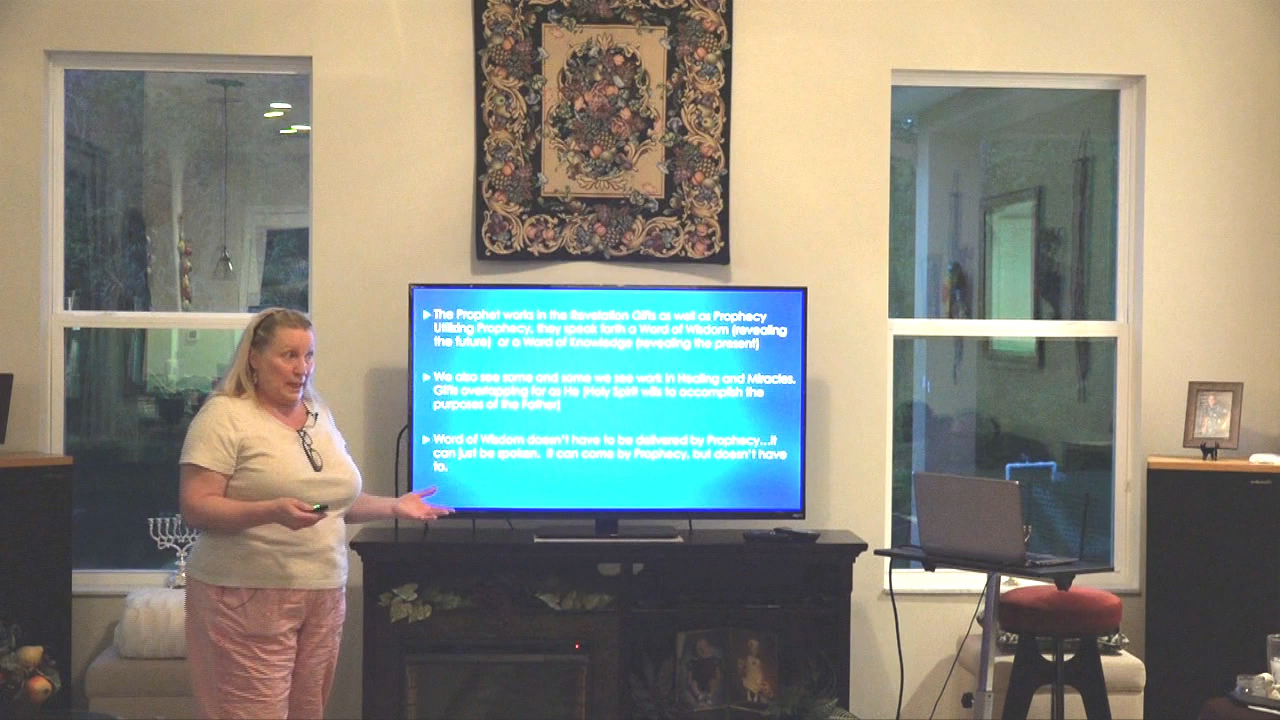 The Prophet works in the Revelation Gifts as well as Prophecy
Utilizing Prophecy, they speak forth a Word of Wisdom (revealing
the future) or a Word of Knowledge (revealing the present)
We also see some and some we see work in Healing and Miracles.
Gifts overlapping for as He (Holy Spirit wills to accomplish the
purposes of the Father)
Word of Wisdom doesn't have to be delivered by Prophecy...it
can just be spoken. It can come by Prophecy, but doesn't have
to.